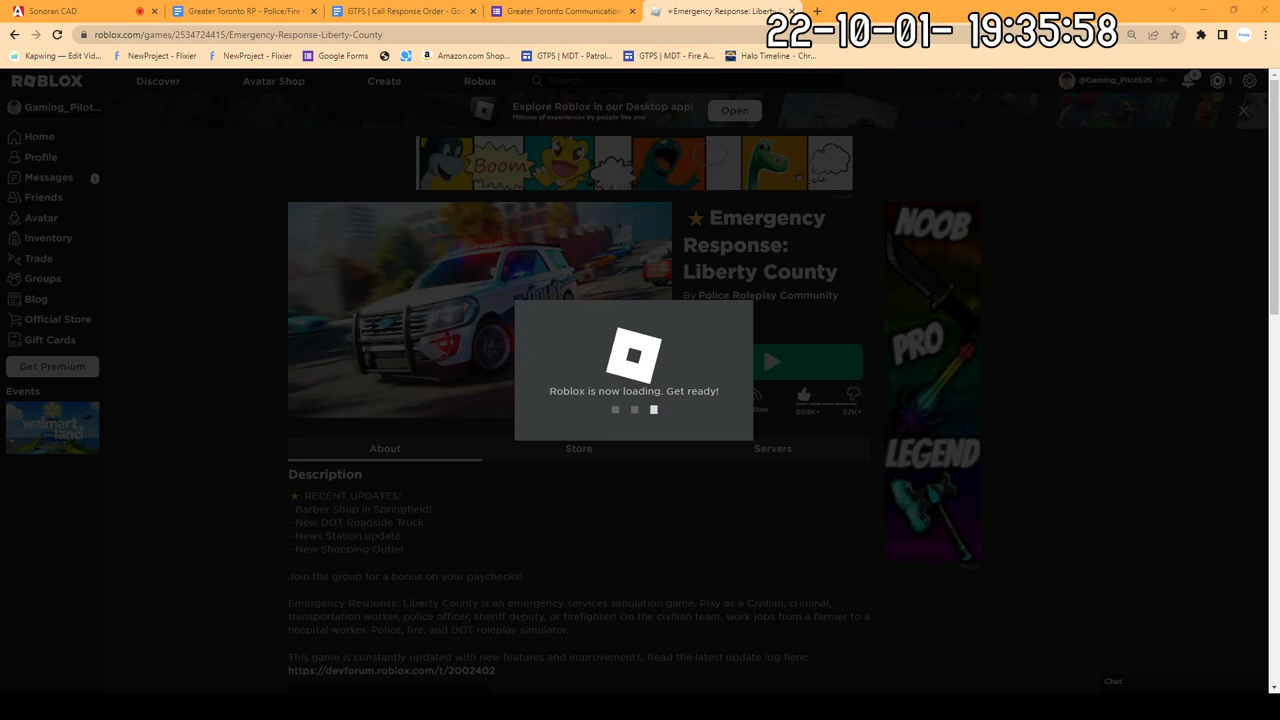 Sonoran CAD
Greater Toronto RP - Police/Fire
GTFS | Call Response Order - Go
Greater Toronto Communication
Emergency Response: Liberty C
22-10-01- 19:35:58
roblox.com/games/2534724415/Emergency-Response-Liberty-County
Kapwing — Edit Vid...
NewProject - Flixier
NewProject - Flixier
Google Forms
Amazon.com Shop...
GTPS | MDT - Patrol...
GTPS | MDT - Fire A...
Halo Timeline - Chr...
ROBLOX
Discover
Avatar Shop
Create
Robux
Search
@Gaming_Pilot626 13+
1
Gaming_Pilot...
Explore Roblox in our Desktop app!
Millions of experiences by people like you
Open
Home
Profile
Messages
1
Friends
Avatar
Inventory
Trade
Groups
Blog
Official Store
Gift Cards
Get Premium
Events
walmart
land
Boom
Emergency
Response:
Liberty County
By Police Roleplay Community
Roblox is now loading. Get ready!
llow
659K+
57K+
NOOB
PRO
LEGEND
About
Store
Servers
Description
RECENT UPDATES:
- Barber Shop in Springfield!
- New DOT Roadside Truck
- News Station update
- New Shopping Outlet
Join the group for a bonus on your paychecks!
Emergency Response: Liberty County is an emergency services simulation game. Play as a Civilian, criminal,
transportation worker, police officer, sheriff deputy, or firefighter! On the civilian team, work jobs from a farmer to a
hospital worker. Police, fire, and DOT roleplay simulator.
This game is constantly updated with new features and improvements. Read the latest update log here:
https://devforum.roblox.com/t/2002402
Chat